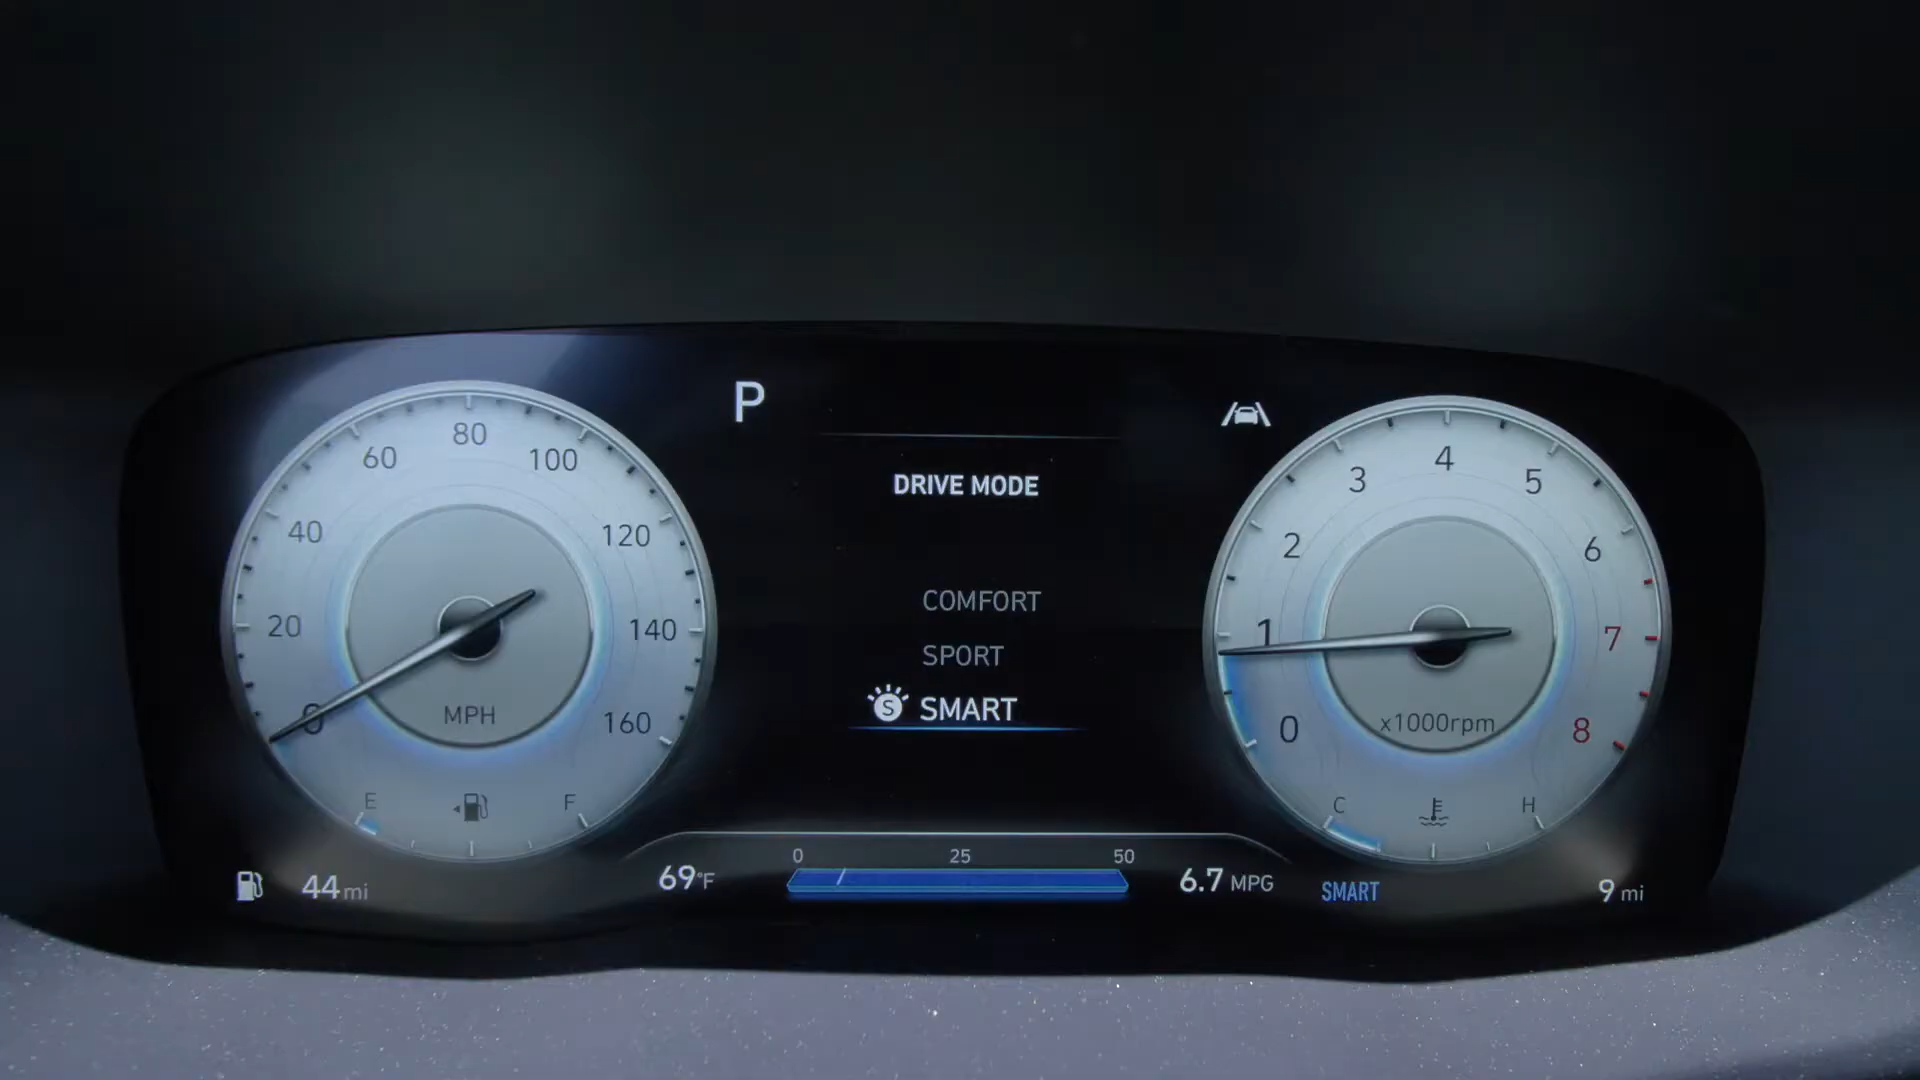 P
DRIVE MODE
COMFORT
SPORT
S SMART
80
60 100
40 120
20 140
0 160
MPH
E F
4
3 5
2 6
1 7
0 8
x1000rpm
C H
0 25 50
44 mi
69°F
6.7 MPG
SMART
9 mi